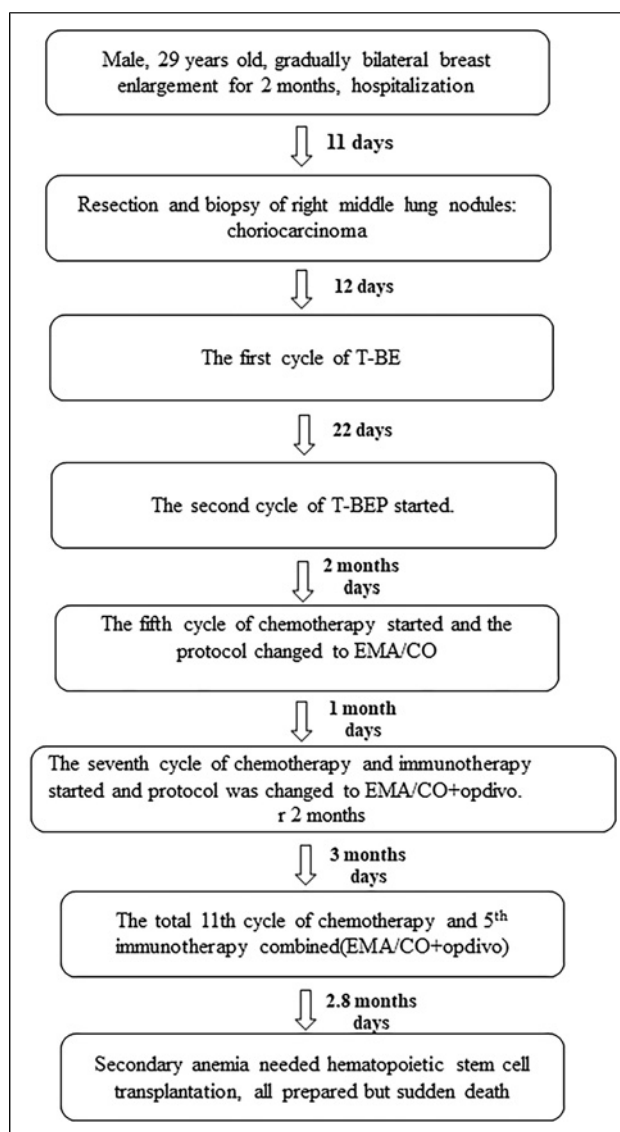 Male, 29 years old, gradually bilateral breast
enlargement for 2 months, hospitalization
11 days
Resection and biopsy of right middle lung nodules:
choriocarcinoma
12 days
The first cycle of T-BE
22 days
The second cycle of T-BEP started.
2 months
days
The fifth cycle of chemotherapy started and the
protocol changed to EMA/CO
1 month
days
The seventh cycle of chemotherapy and immunotherapy
started and protocol was changed to EMA/CO+opdivo.
r 2 months
3 months
days
The total 11th cycle of chemotherapy and 5th
immunotherapy combined(EMA/CO+opdivo)
2.8 months
days
Secondary anemia needed hematopoietic stem cell
transplantation, all prepared but sudden death